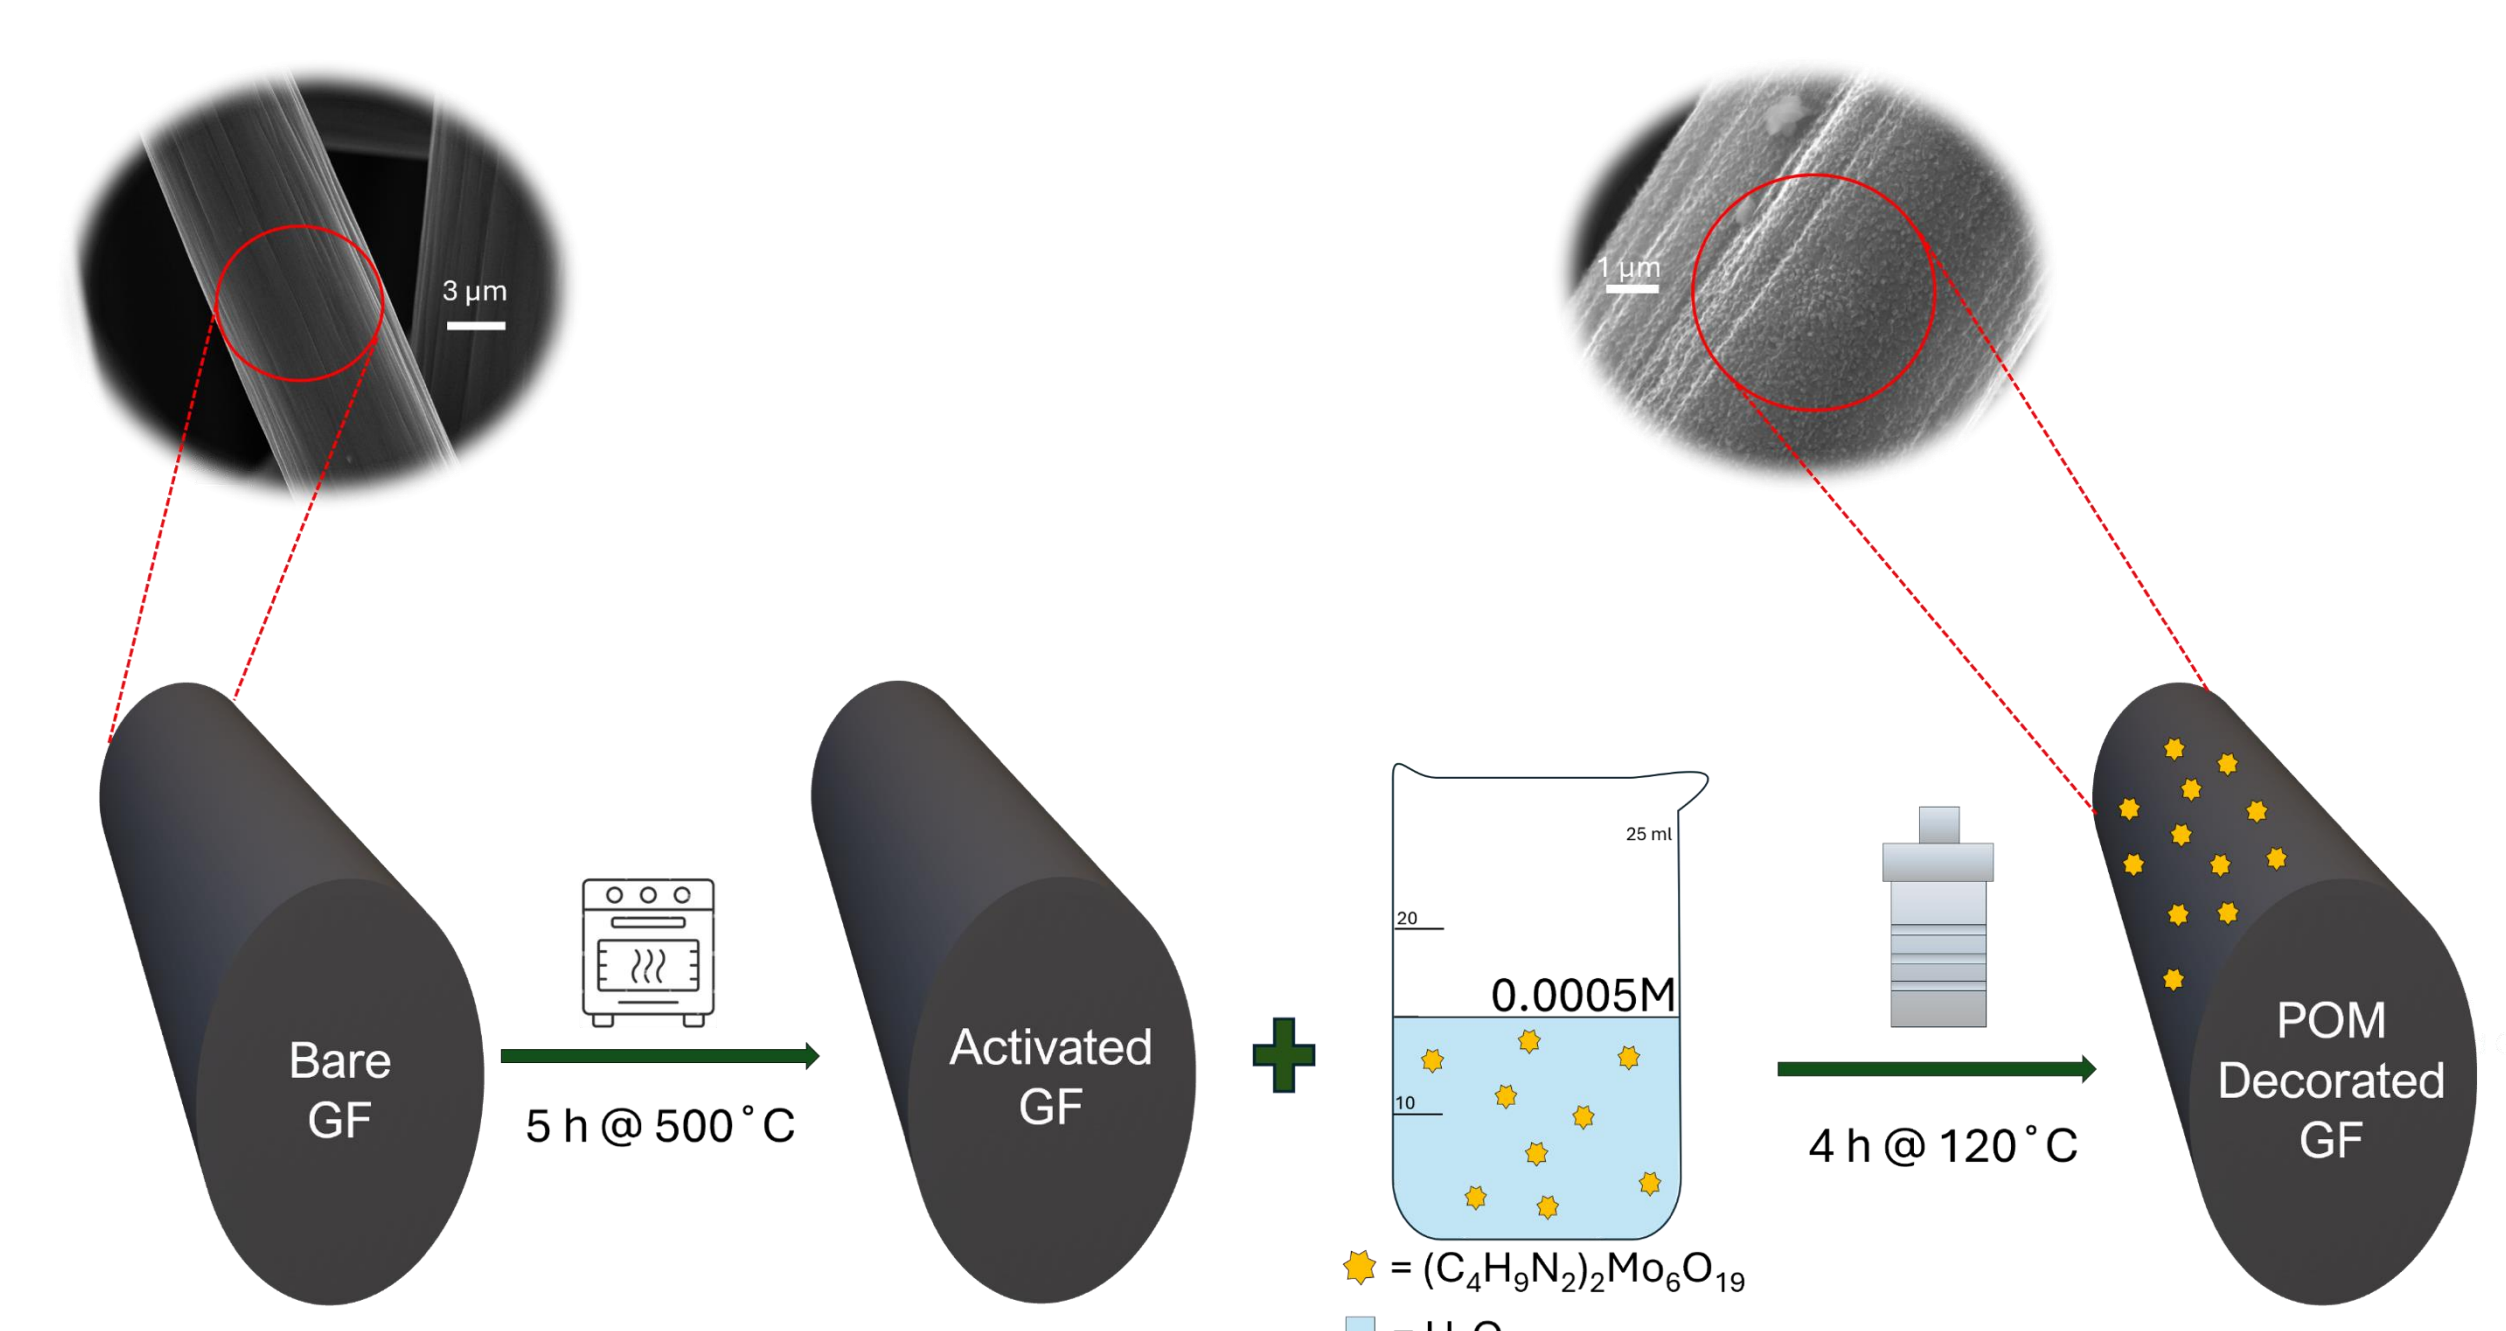 3 µm
1 µm
Bare
GF
5 h @ 500˚C
Activated
GF
25 ml
20
0.0005M
10
4 h @ 120˚C
POM
Decorated
GF
= (C₄H₉N₂)₂Mo₆O₁₉